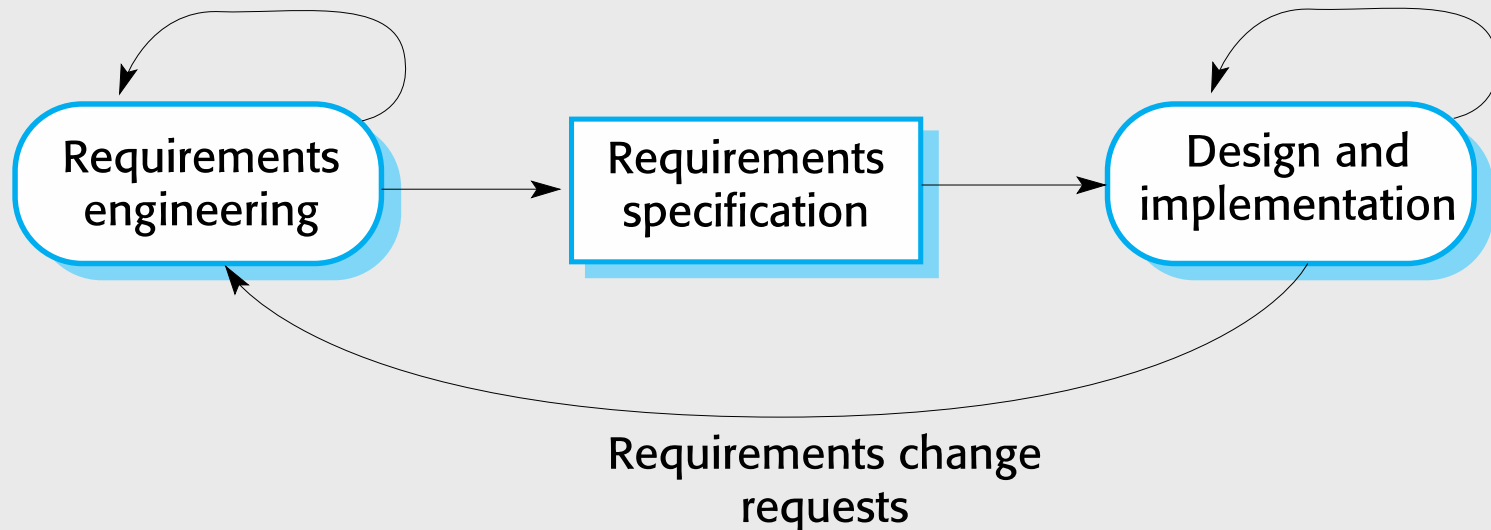 Requirements
engineering
Requirements
specification
Design and
implementation
Requirements change
requests